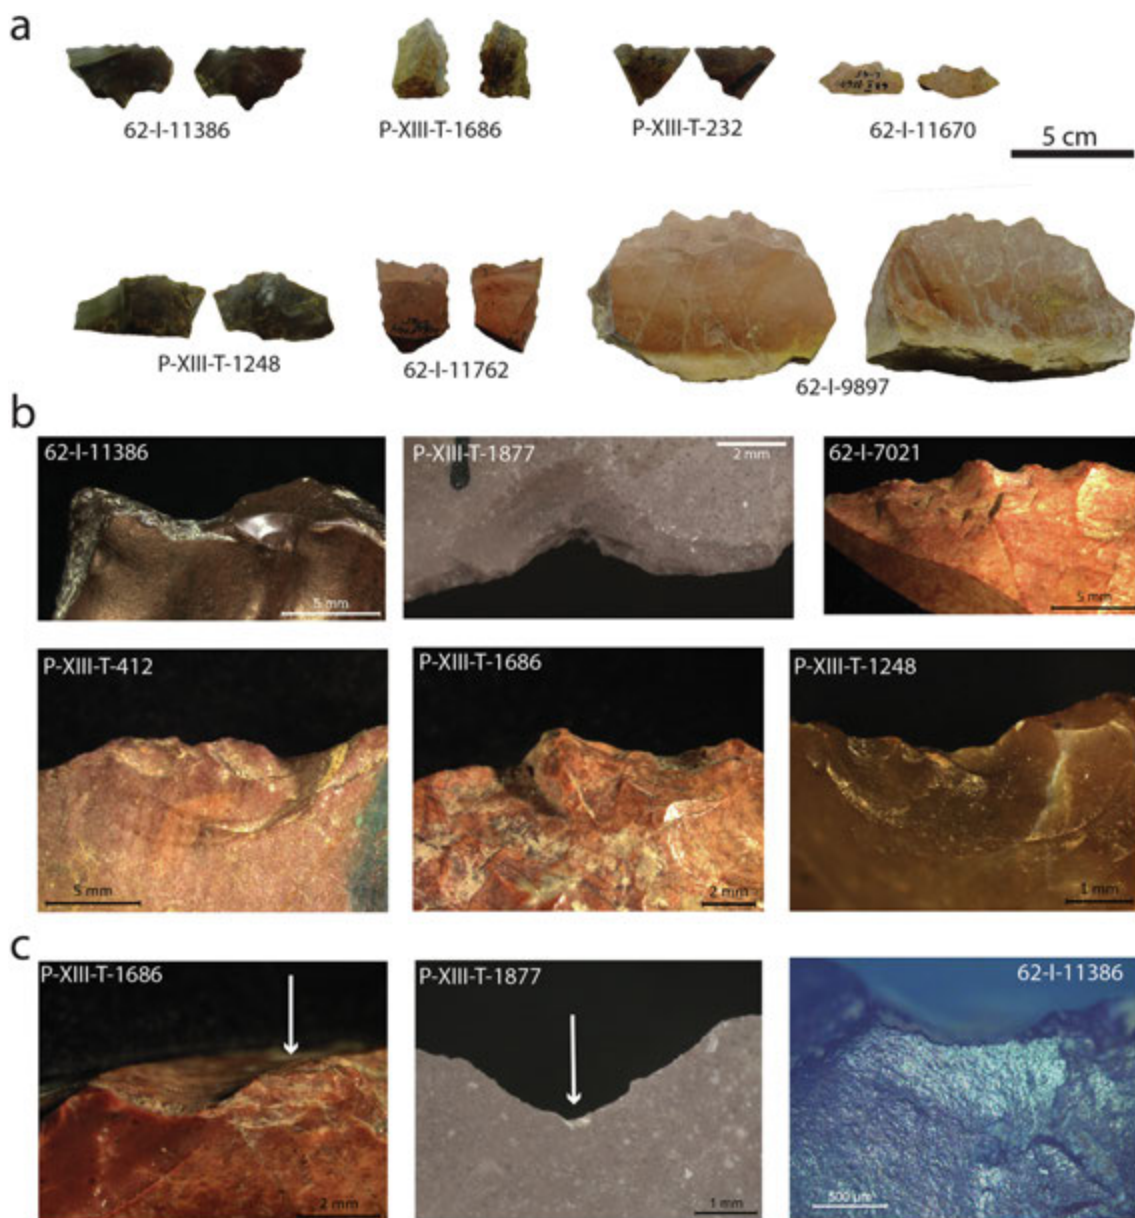 a
62-I-11386
P-XIII-T-1686
P-XIII-T-232
62-I-11670
5 cm
P-XIII-T-1248
62-I-11762
62-I-9897
b
62-I-11386
5 mm
P-XIII-T-1877
2 mm
62-I-7021
5 mm
P-XIII-T-412
5 mm
P-XIII-T-1686
2 mm
P-XIII-T-1248
1 mm
c
P-XIII-T-1686
2 mm
P-XIII-T-1877
1 mm
62-I-11386
500 µm